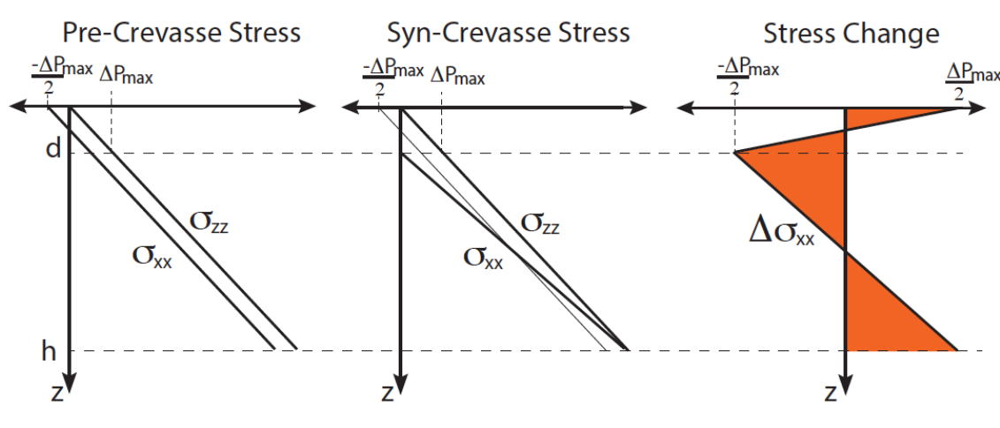 Pre-Crevasse Stress
-ΔPmax
2
ΔPmax
d
σzz
σxx
h
z
Syn-Crevasse Stress
-ΔPmax
2
ΔPmax
σzz
σxx
z
Stress Change
-ΔPmax
2
ΔPmax
2
Δσxx
z